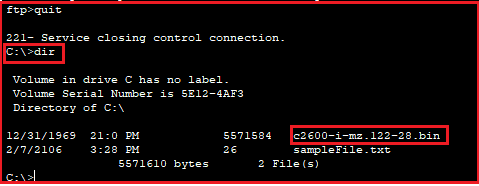 ftp>quit
221- Service closing control connection.
C:\>dir
Volume in drive C has no label.
Volume Serial Number is 5E12-4AF3
Directory of C:\
12/31/1969 21:0 PM 5571584 c2600-i-mz.122-28.bin
2/7/2106 3:28 PM 26 sampleFile.txt
5571610 bytes 2 File(s)
C:\>